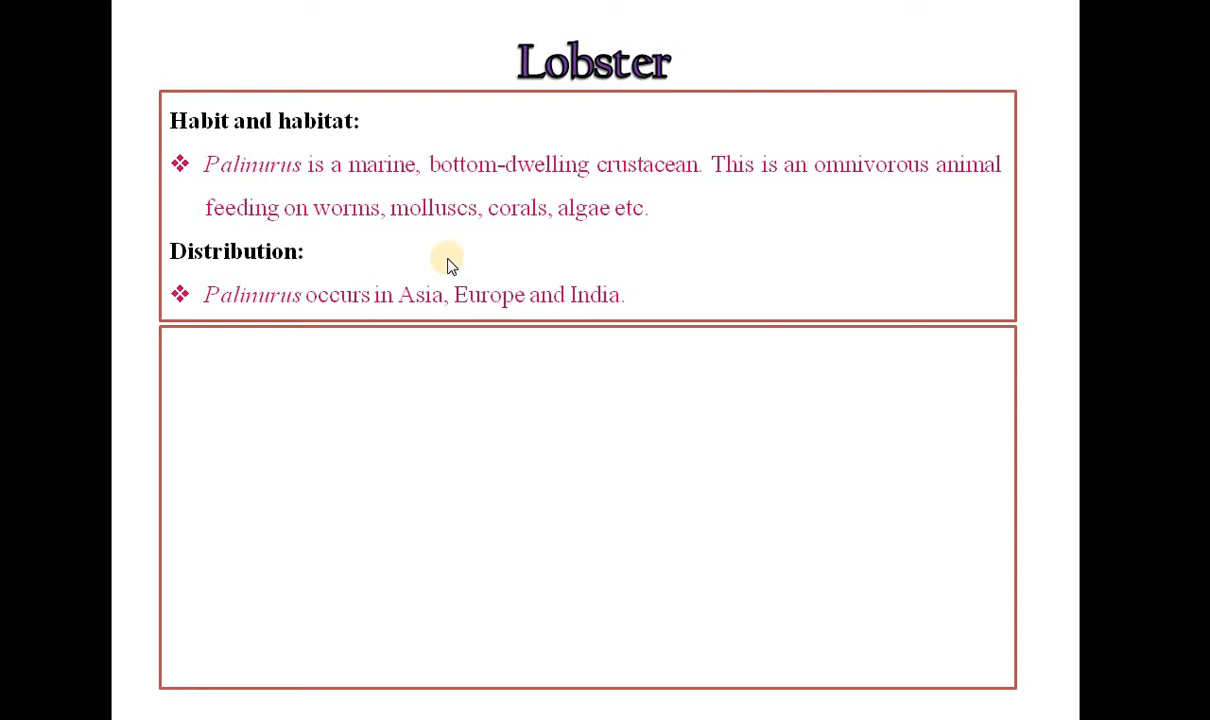 Lobster
Habit and habitat:
❖ Palinurus is a marine, bottom-dwelling crustacean. This is an omnivorous animal
feeding on worms, molluscs, corals, algae etc.
Distribution:
❖ Palinurus occurs in Asia, Europe and India.